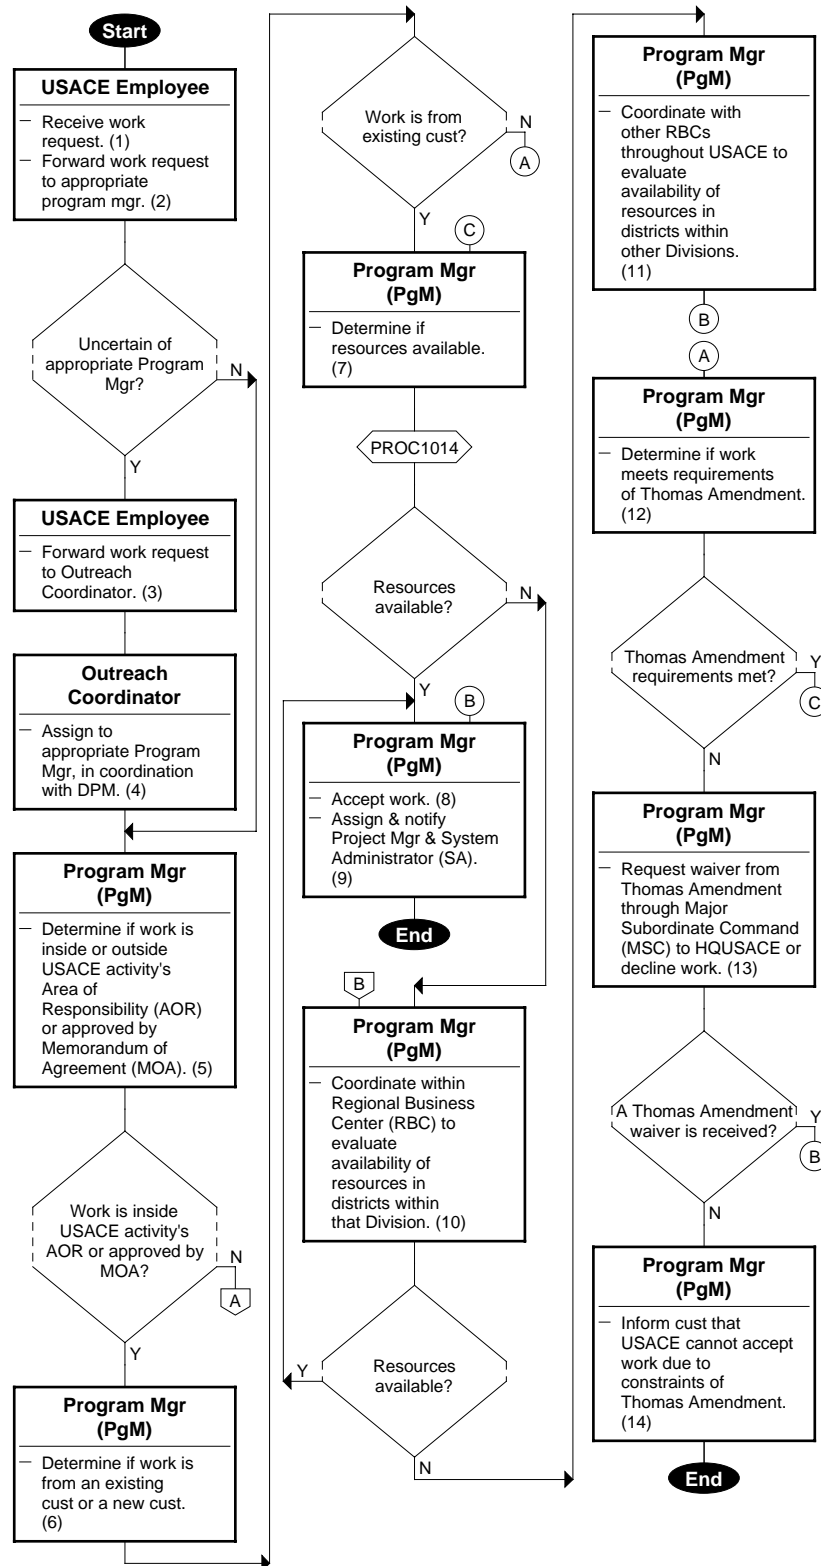 Start
USACE Employee
— Receive work
request. (1)
— Forward work request
to appropriate
program mgr. (2)
Uncertain of
appropriate Program
Mgr?
N
Y
USACE Employee
— Forward work request
to Outreach
Coordinator. (3)
Outreach
Coordinator
— Assign to
appropriate Program
Mgr, in coordination
with DPM. (4)
Program Mgr
(PgM)
— Determine if work is
inside or outside
USACE activity's
Area of
Responsibility (AOR)
or approved by
Memorandum of
Agreement (MOA). (5)
Work is inside
USACE activity's
AOR or approved by
MOA?
N
A
Y
Program Mgr
(PgM)
— Determine if work is
from an existing
cust or a new cust.
(6)
Work is from
existing cust?
N
A
Y
C
Program Mgr
(PgM)
— Determine if
resources available.
(7)
PROC1014
Resources
available?
N
Y
B
Program Mgr
(PgM)
— Accept work. (8)
— Assign & notify
Project Mgr & System
Administrator (SA).
(9)
End
B
Program Mgr
(PgM)
— Coordinate within
Regional Business
Center (RBC) to
evaluate
availability of
resources in
districts within
that Division. (10)
Resources
available?
Y
N
Program Mgr
(PgM)
— Coordinate with
other RBCs
throughout USACE to
evaluate
availability of
resources in
districts within
other Divisions.
(11)
B
A
Program Mgr
(PgM)
— Determine if work
meets requirements
of Thomas Amendment.
(12)
Thomas Amendment
requirements met?
Y
C
N
Program Mgr
(PgM)
— Request waiver from
Thomas Amendment
through Major
Subordinate Command
(MSC) to HQUSACE or
decline work. (13)
A Thomas Amendment
waiver is received?
Y
B
N
Program Mgr
(PgM)
— Inform cust that
USACE cannot accept
work due to
constraints of
Thomas Amendment.
(14)
End